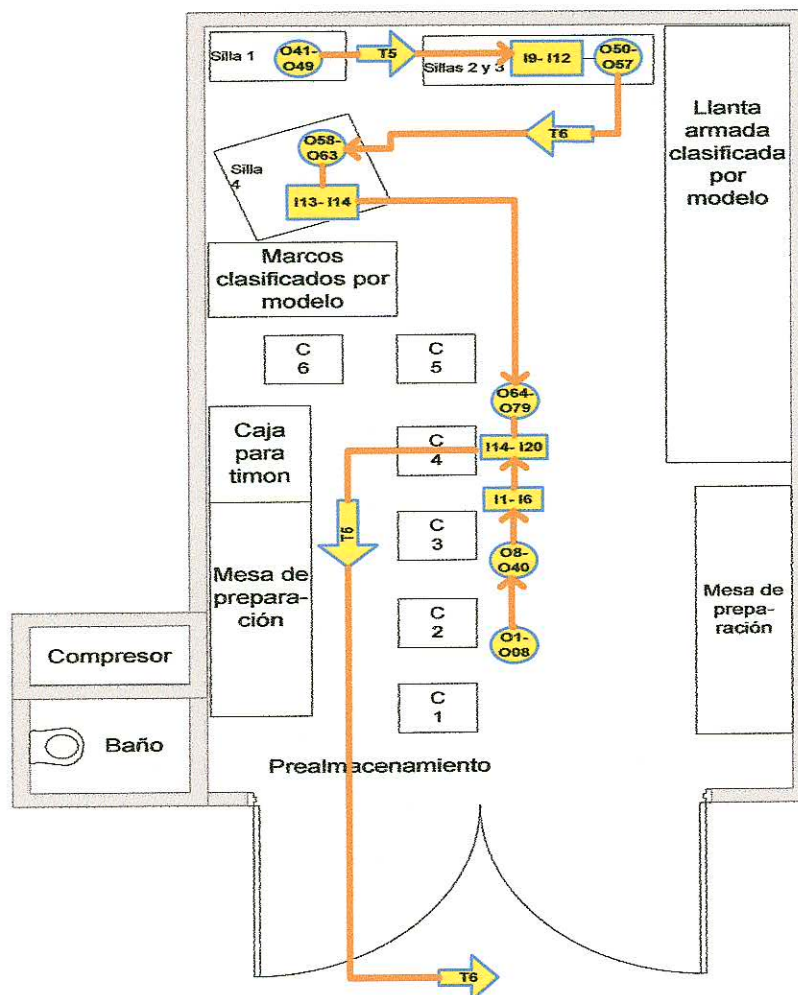 Silla 1
O41-
O49
T5
Sillas 2 y 3
I9- I12
O50-
O57
Llanta
armada
clasificada
por
modelo
T6
O58-
O63
Silla
4
I13- I14
Marcos
clasificados por
modelo
C
6
C
5
O64-
O79
Caja
para
timon
C
4
I14- I20
I1- I6
T6
C
3
O8-
O40
Mesa de
prepara-
ción
Mesa de
prepa-
ración
C
2
O1-
O08
Compresor
C
1
Baño
Prealmacenamiento
T6